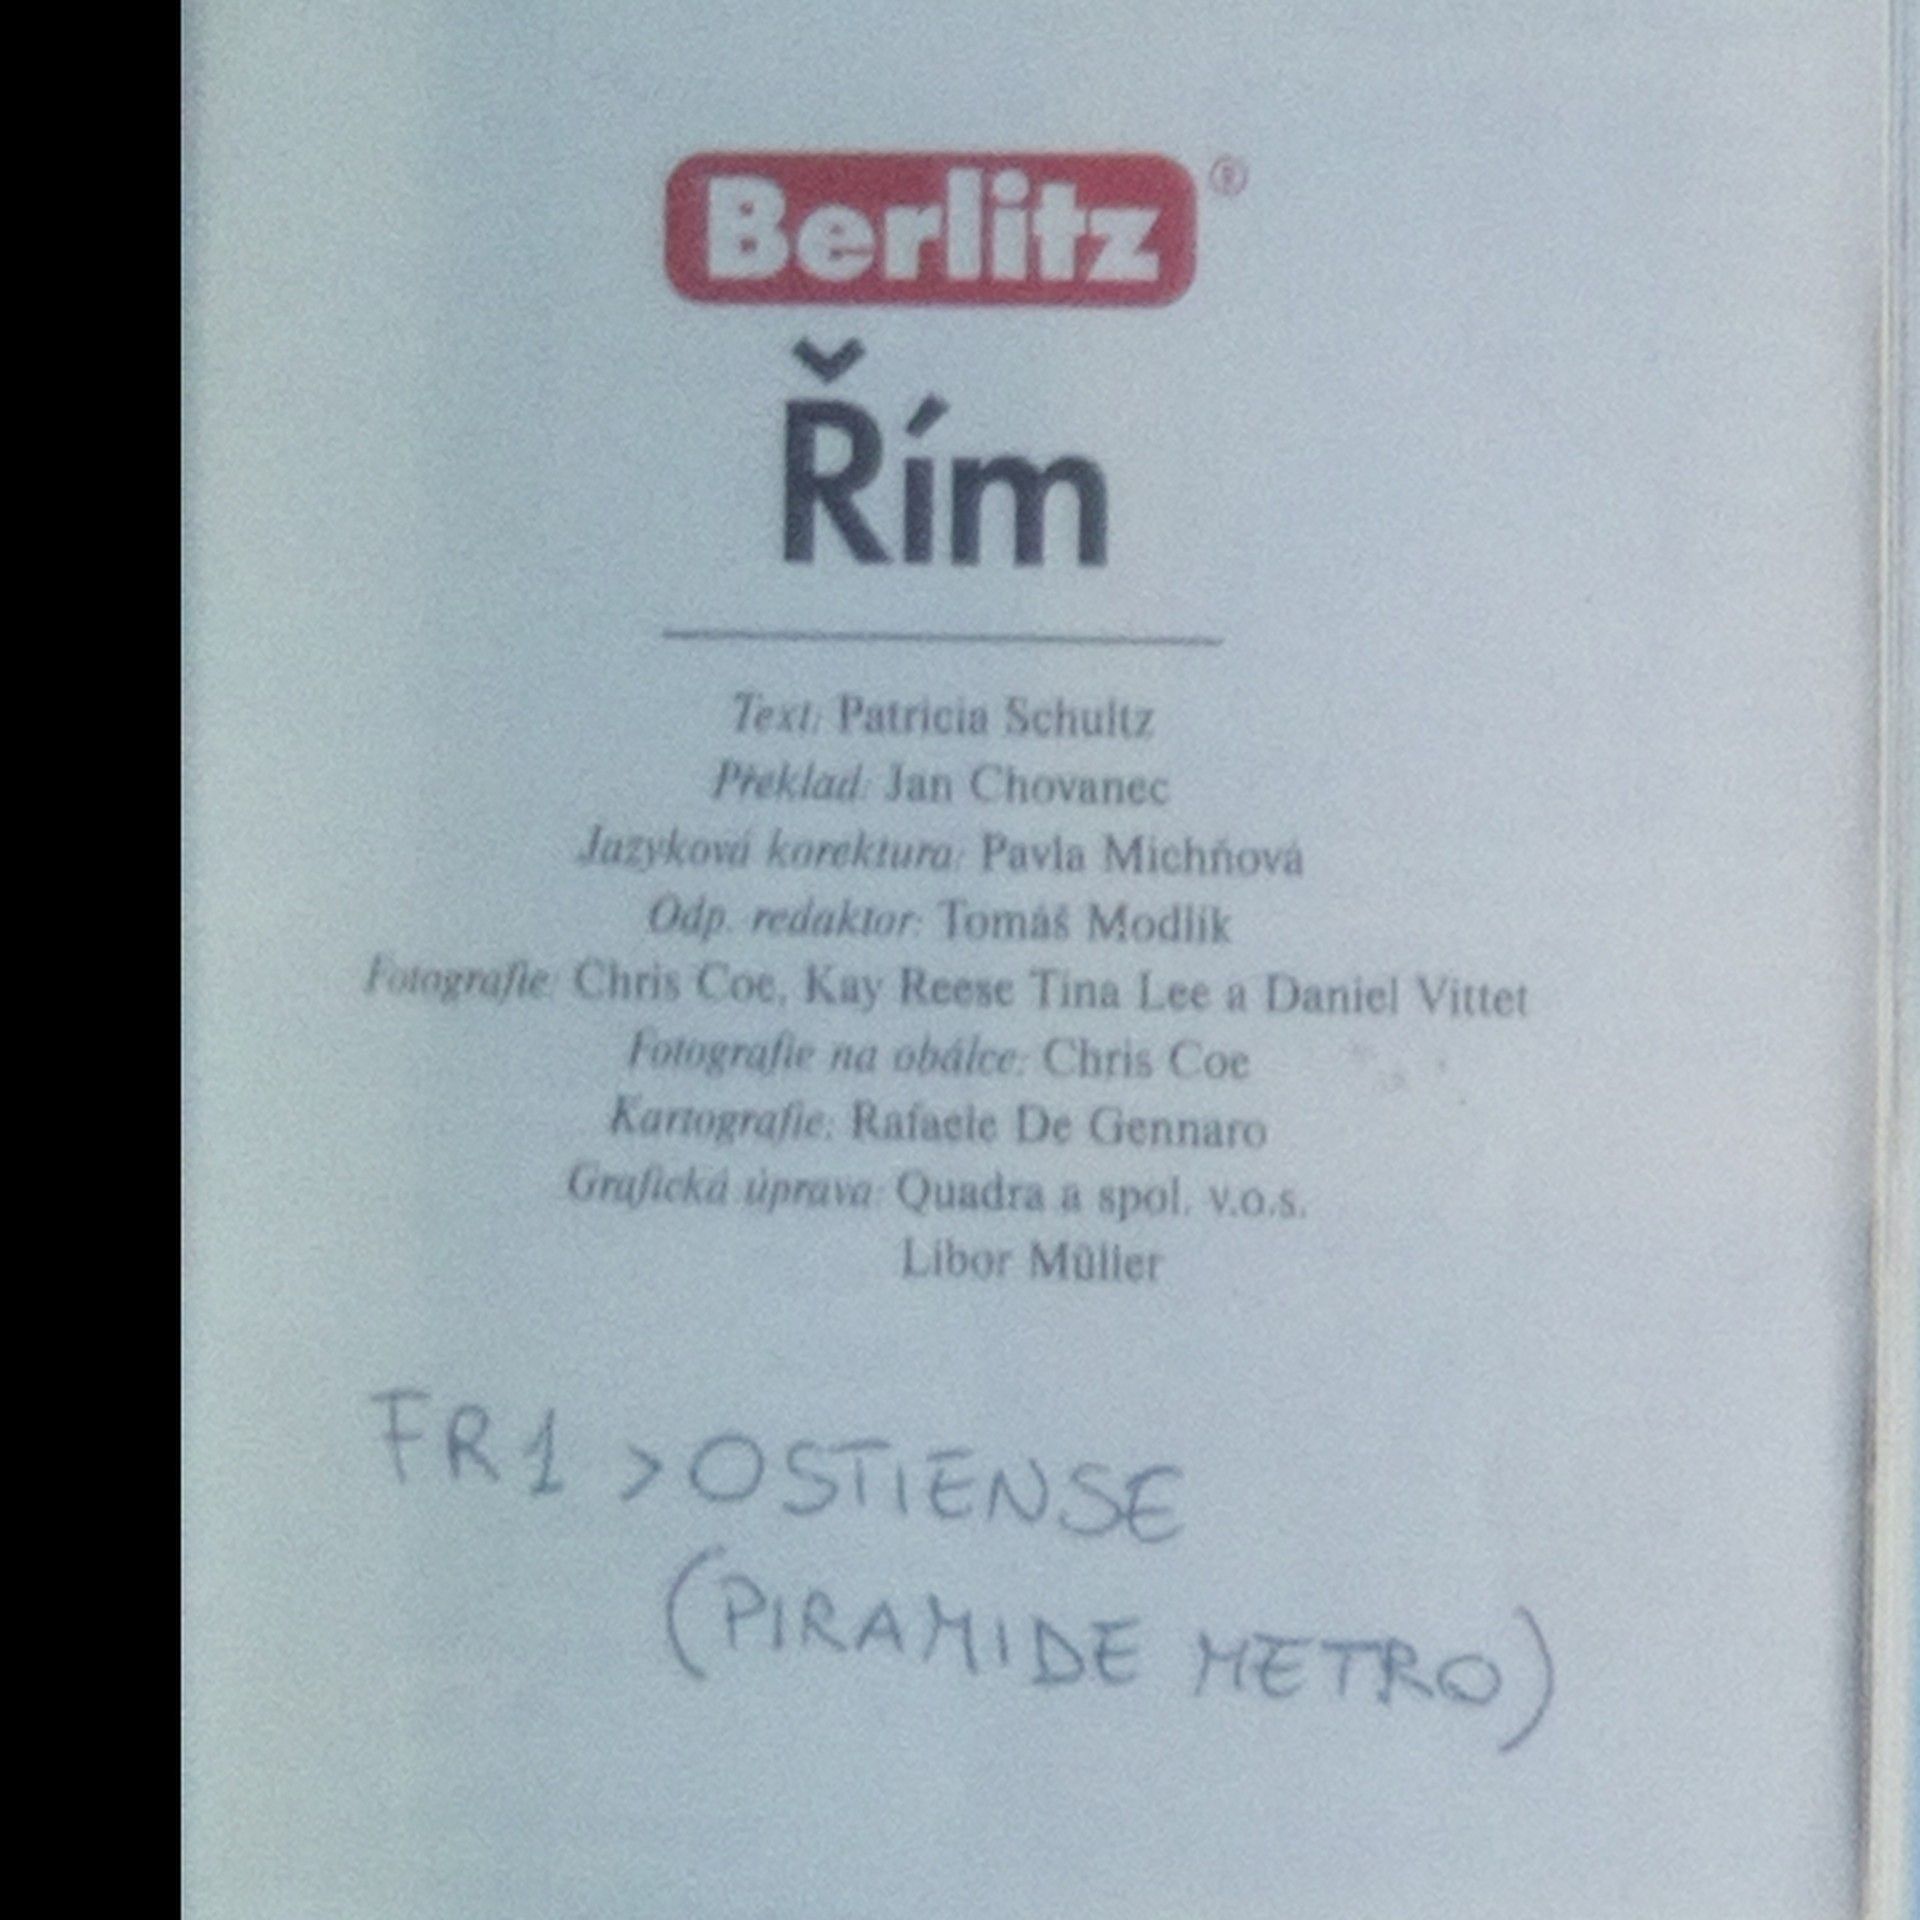 Berlitz®
Řím
Text: Patricia Schultz
Překlad: Jan Chovanec
Jazyková korektura: Pavla Michňová
Odp. redaktor: Tomáš Modlík
Fotografie: Chris Coe, Kay Reese Tina Lee a Daniel Vittet
Fotografie na obálce: Chris Coe
Kartografie: Rafaele De Gennaro
Grafická úprava: Quadra a spol. v.o.s.
Libor Müller
FR1 > OSTIENSE
(PIRAMIDE METRO)